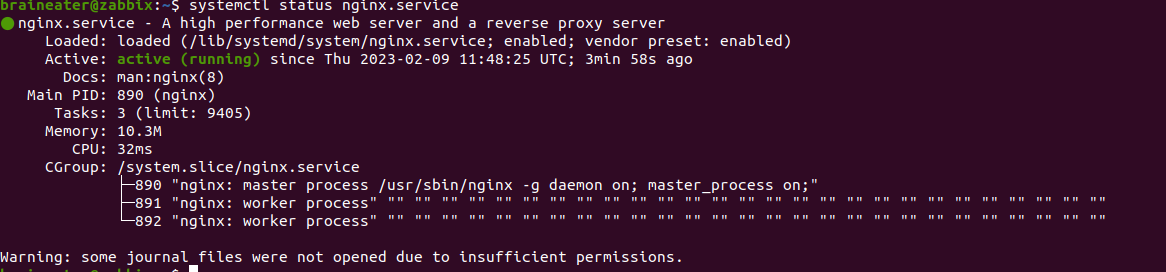 braineater@zabbix:~$ systemctl status nginx.service
● nginx.service - A high performance web server and a reverse proxy server
     Loaded: loaded (/lib/systemd/system/nginx.service; enabled; vendor preset: enabled)
     Active: active (running) since Thu 2023-02-09 11:48:25 UTC; 3min 58s ago
       Docs: man:nginx(8)
   Main PID: 890 (nginx)
      Tasks: 3 (limit: 9405)
     Memory: 10.3M
        CPU: 32ms
     CGroup: /system.slice/nginx.service
             ├─890 "nginx: master process /usr/sbin/nginx -g daemon on; master_process on;"
             ├─891 "nginx: worker process" "" "" "" "" "" "" "" "" "" "" "" "" "" "" "" "" "" "" "" "" "" "" "" "" "" "" ""
             └─892 "nginx: worker process" "" "" "" "" "" "" "" "" "" "" "" "" "" "" "" "" "" "" "" "" "" "" "" "" "" "" ""
Warning: some journal files were not opened due to insufficient permissions.
braineater@zabbix:~$